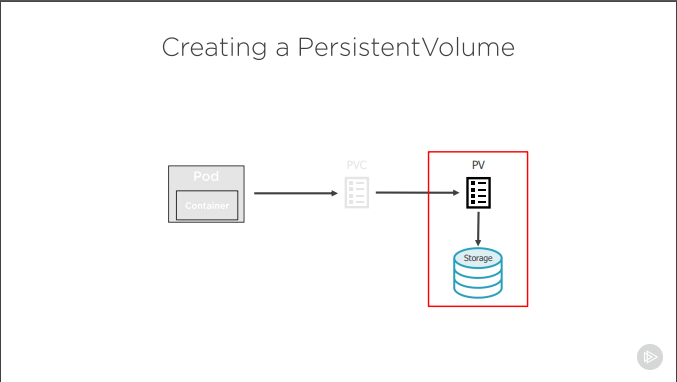 Creating a PersistentVolume
Pod
Container
PVC
PV
Storage